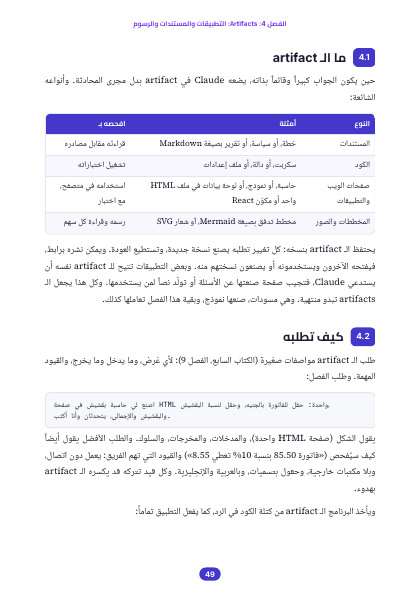 الفصل 4: Artifacts: التطبيقات والمستندات والرسوم
4.1 ما الـ artifact
حين يكون الجواب كبيراً وقائماً بذاته، يضعه Claude في artifact بدل مجرى المحادثة. وأنواعه
الشائعة:
النوع أمثلة افحصه بـ
المستندات خطة، أو سياسة، أو تقرير بصيغة Markdown قراءته مقابل مصادره
الكود سكربت، أو دالة، أو ملف إعدادات تشغيل اختباراته
صفحات الويب حاسبة، أو نموذج، أو لوحة بيانات في ملف HTML استخدامه في متصفح،
والتطبيقات واحد أو مكوّن React مع اختبار
المخططات والصور مخطط تدفق بصيغة Mermaid، أو شعار SVG رسمه وقراءة كل سهم
يحتفظ الـ artifact بنسخه: كل تغيير تطلبه يصنع نسخة جديدة، وتستطيع العودة. ويمكن نشره برابط،
فيفتحه الآخرون ويستخدمونه أو يصنعون نسختهم منه. وبعض التطبيقات تتيح للـ artifact نفسه أن
يستدعي Claude، فتجيب صفحة صنعتها عن الأسئلة أو تولّد نصاً لمن يستخدمها. وكل هذا يجعل الـ
artifacts تبدو منتهية. وهي مسودات، صنعها نموذج، وبقية هذا الفصل تعاملها كذلك.
4.2 كيف تطلبه
طلب الـ artifact مواصفات صغيرة (الكتاب السابع، الفصل 9): لأي غرض، وما يدخل وما يخرج، والقيود
المهمة. وطلب الفصل:
اصنع لي حاسبة بقشيش في صفحة HTML واحدة: حقل للفاتورة بالجنيه، وحقل لنسبة البقشيش،
والبقشيش والإجمالي، يتحدثان وأنا أكتب.
يقول الشكل (صفحة HTML واحدة)، والمدخلات، والمخرجات، والسلوك. والطلب الأفضل يقول أيضاً
كيف سيُفحص («فاتورة 85.50 بنسبة 10% تعطي 8.55») والقيود التي تهم الفريق: يعمل دون اتصال،
وبلا مكتبات خارجية، وحقول بتسميات، وبالعربية والإنجليزية. وكل قيد تتركه قد يكسره الـ artifact
بهدوء.
ويأخذ البرنامج الـ artifact من كتلة الكود في الرد، كما يفعل التطبيق تماماً:
49